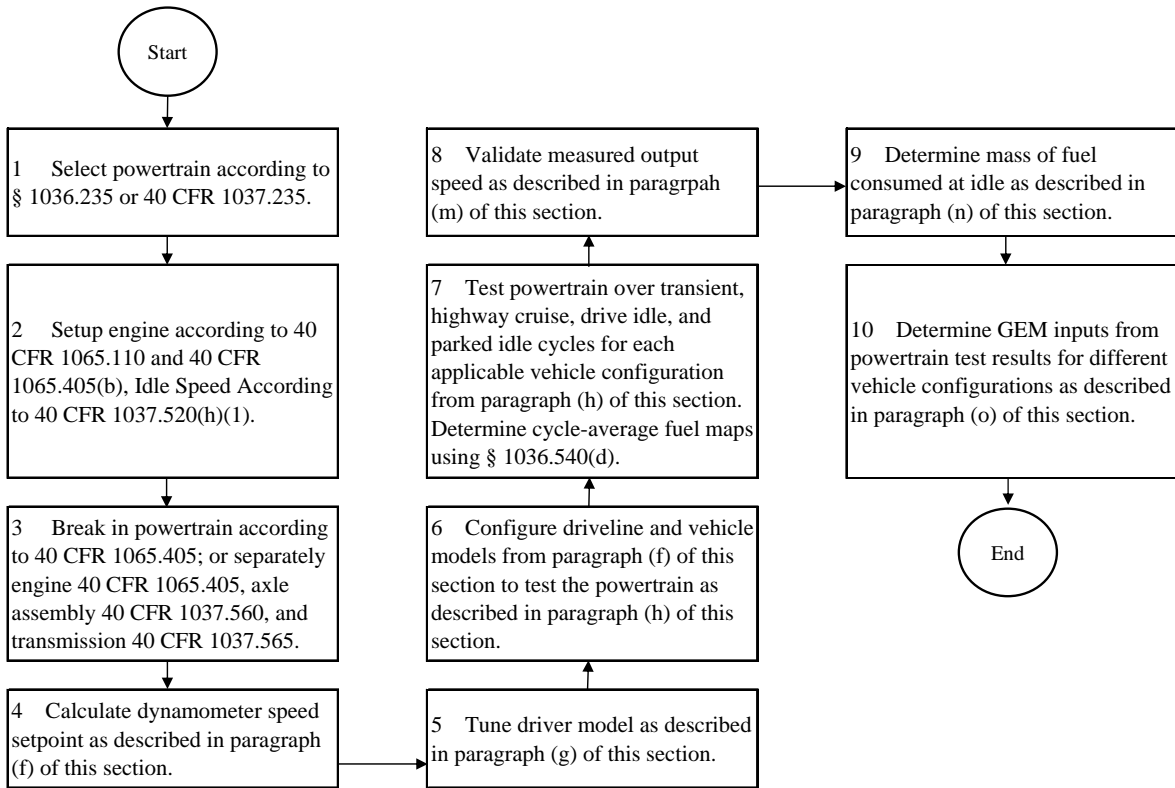 Start
1 Select powertrain according to
§ 1036.235 or 40 CFR 1037.235.
2 Setup engine according to 40
CFR 1065.110 and 40 CFR
1065.405(b), Idle Speed According
to 40 CFR 1037.520(h)(1).
3 Break in powertrain according
to 40 CFR 1065.405; or separately
engine 40 CFR 1065.405, axle
assembly 40 CFR 1037.560, and
transmission 40 CFR 1037.565.
4 Calculate dynamometer speed
setpoint as described in paragraph
(f) of this section.
5 Tune driver model as described
in paragraph (g) of this section.
6 Configure driveline and vehicle
models from paragraph (f) of this
section to test the powertrain as
described in paragraph (h) of this
section.
7 Test powertrain over transient,
highway cruise, drive idle, and
parked idle cycles for each
applicable vehicle configuration
from paragraph (h) of this section.
Determine cycle-average fuel maps
using § 1036.540(d).
8 Validate measured output
speed as described in paragrpah
(m) of this section.
9 Determine mass of fuel
consumed at idle as described in
paragraph (n) of this section.
10 Determine GEM inputs from
powertrain test results for different
vehicle configurations as described
in paragraph (o) of this section.
End